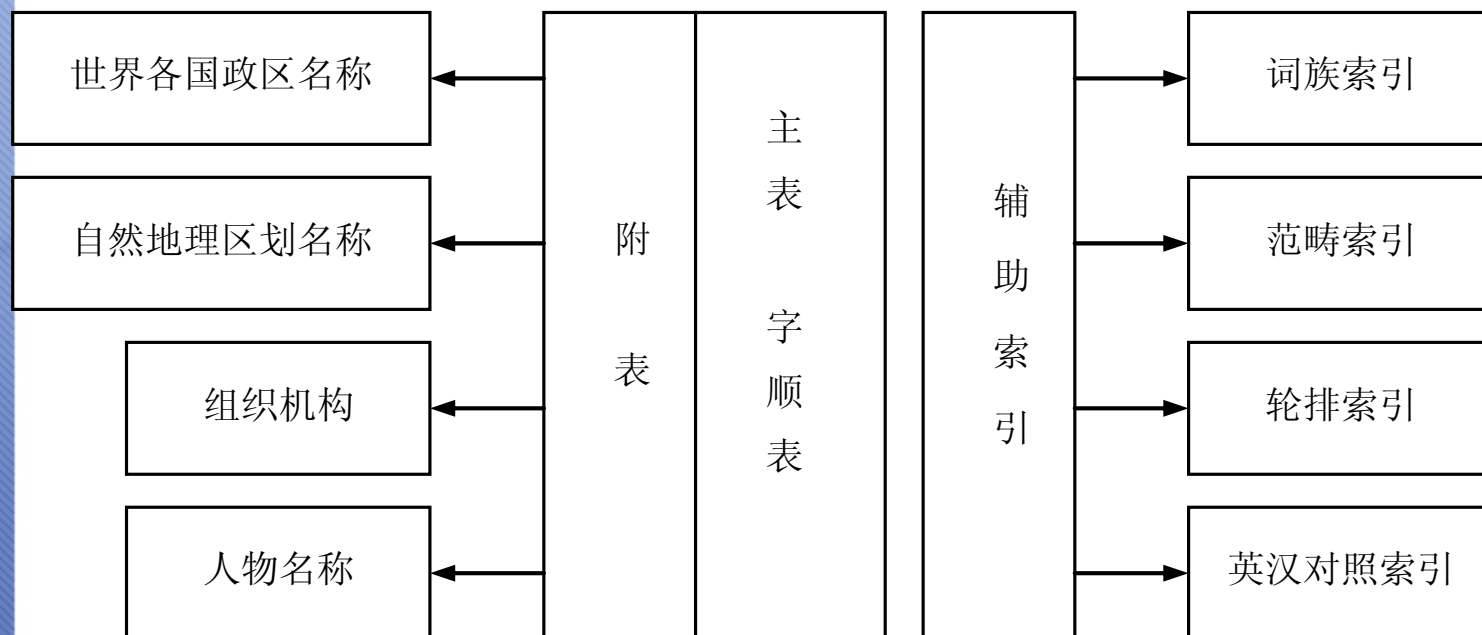 世界各国政区名称
自然地理区划名称
组织机构
人物名称
附表
主表 字顺表
辅助索引
词族索引
范畴索引
轮排索引
英汉对照索引